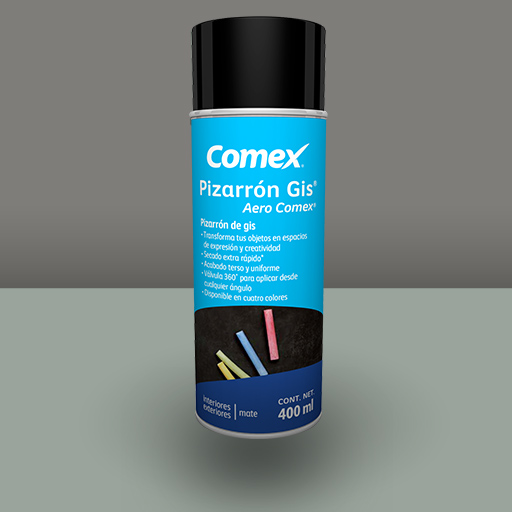 Comex®
Pizarrón Gis®
Aero Comex®
Pizarrón de gis
• Transforma tus objetos en espacios
de expresión y creatividad
• Secado extra rápido*
• Acabado terso y uniforme
• Válvula 360° para aplicar desde
cualquier ángulo
• Disponible en cuatro colores
interiores
exteriores | mate
CONT. NET.
400 ml